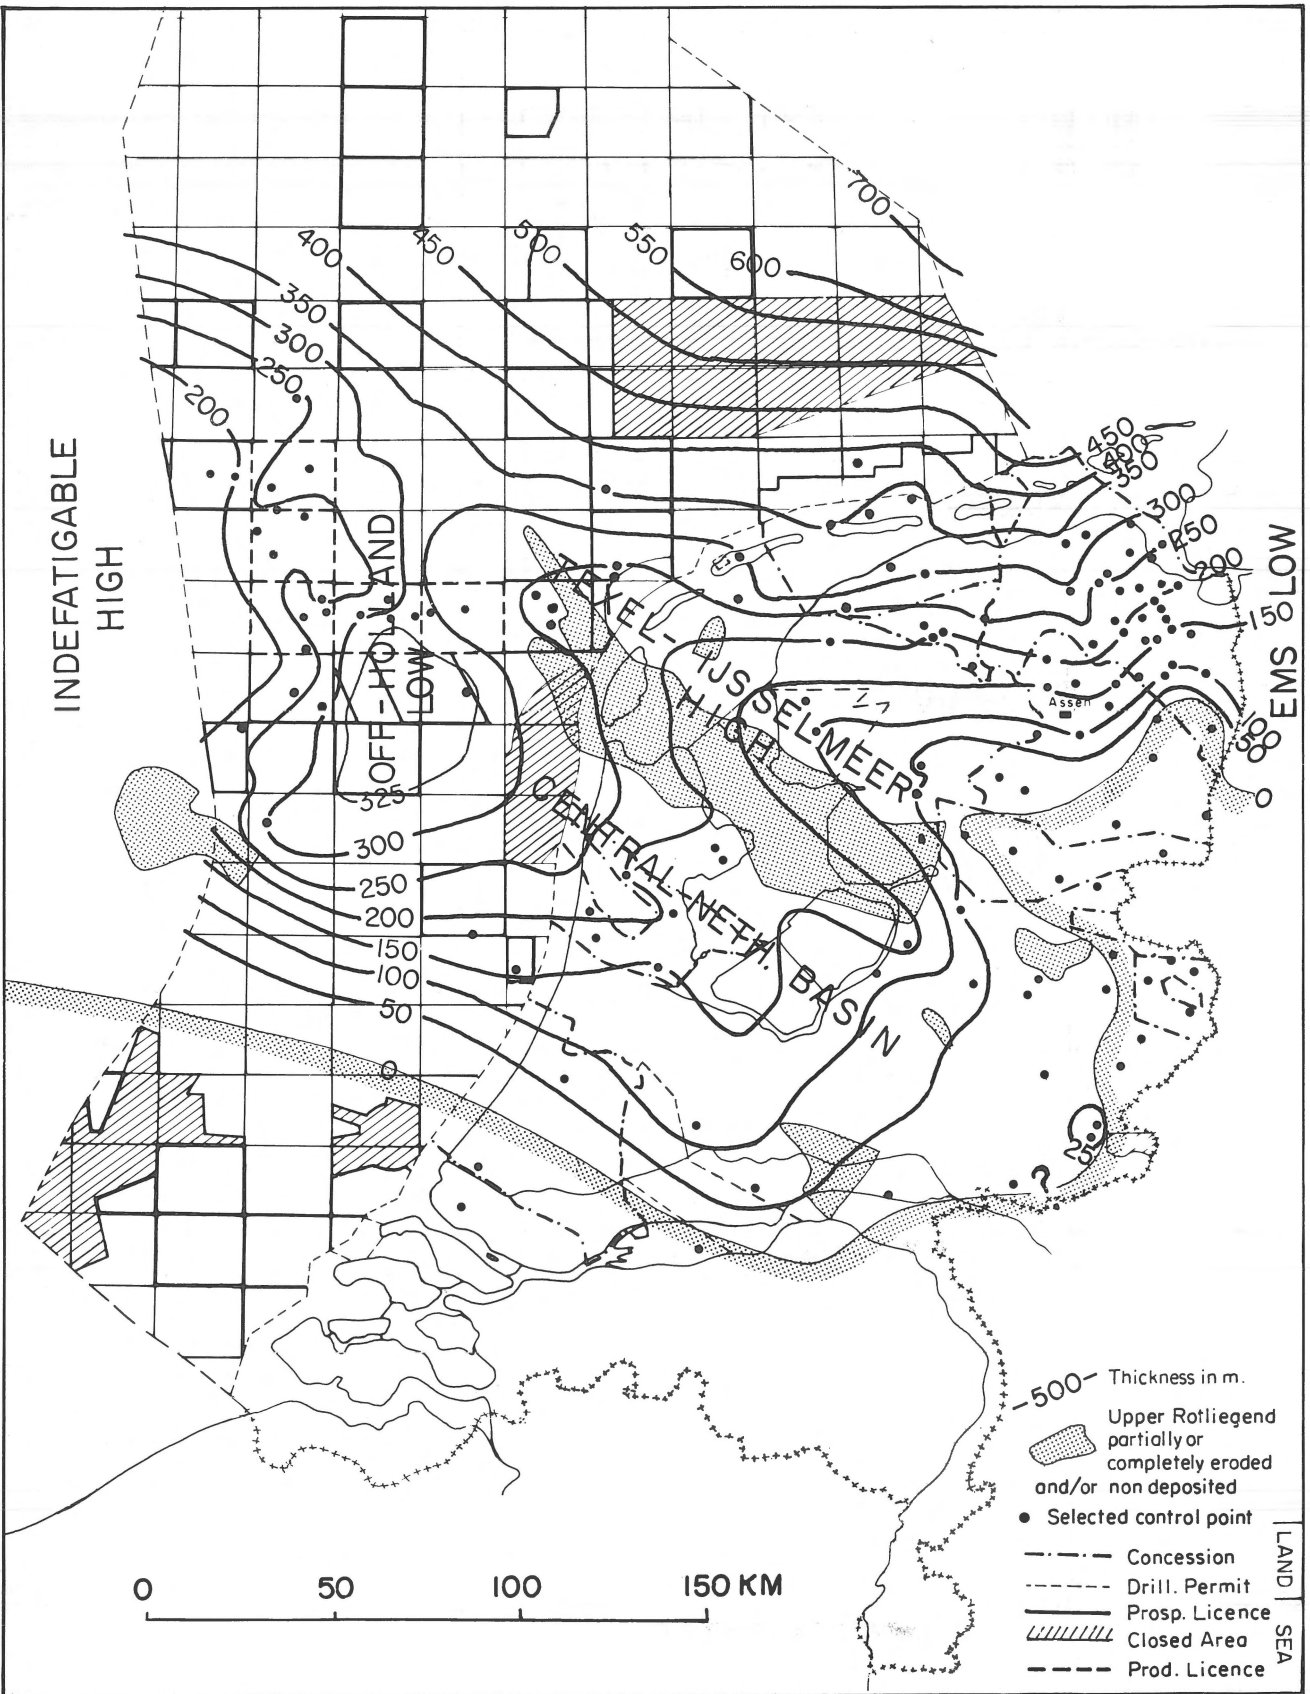 700
400
450
500
550
600
350
300
250
200
450
400
350
300
250
200
150
100
50
0
INDEFATIGABLE
HIGH
OFF-HOLLAND
LOW
TEXEL-IJSSELMEER
HIGH
EMS LOW
Assen
CENTRAL NETH. BASIN
325
300
250
200
150
100
50
0
25
?
-500- Thickness in m.
Upper Rotliegend
partially or
completely eroded
and/or non deposited
Selected control point
Concession
Drill. Permit
Prosp. Licence
Closed Area
Prod. Licence
LAND
SEA
0 50 100 150 KM